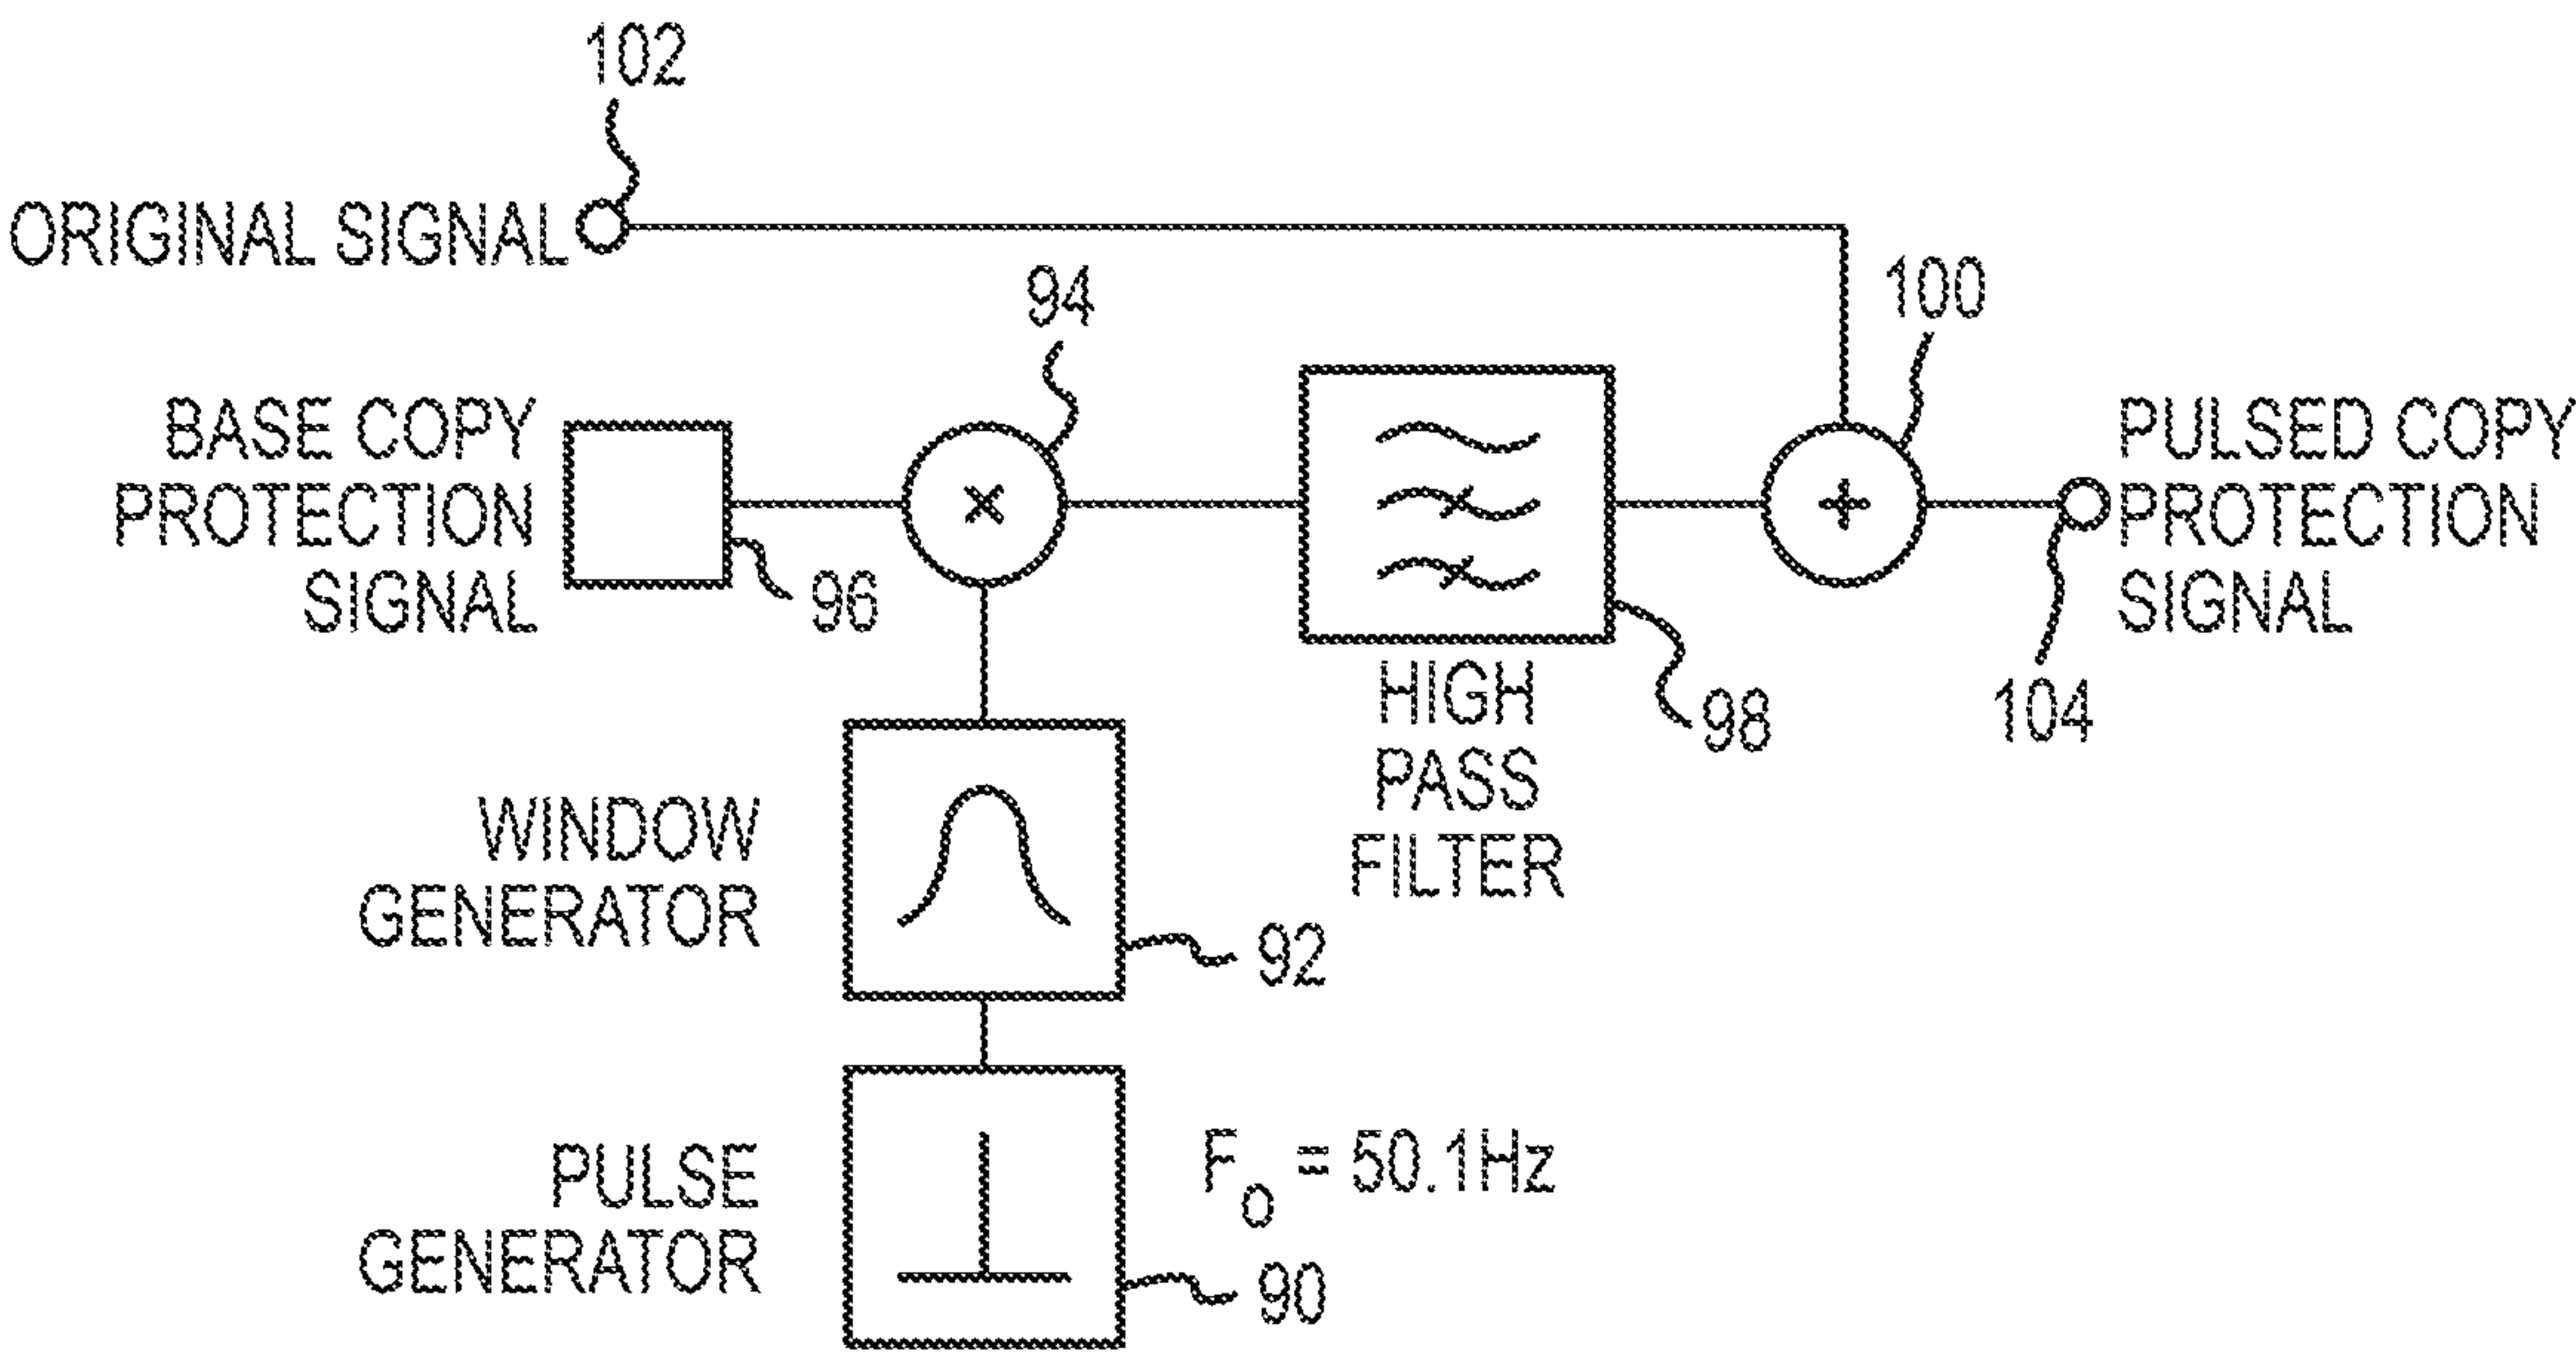 102
ORIGINAL SIGNAL
94
100
BASE COPY
PROTECTION
SIGNAL
×
+
PULSED COPY
PROTECTION
SIGNAL
96
98
104
HIGH
PASS
FILTER
WINDOW
GENERATOR
92
PULSE
GENERATOR
F_O = 50.1Hz
90